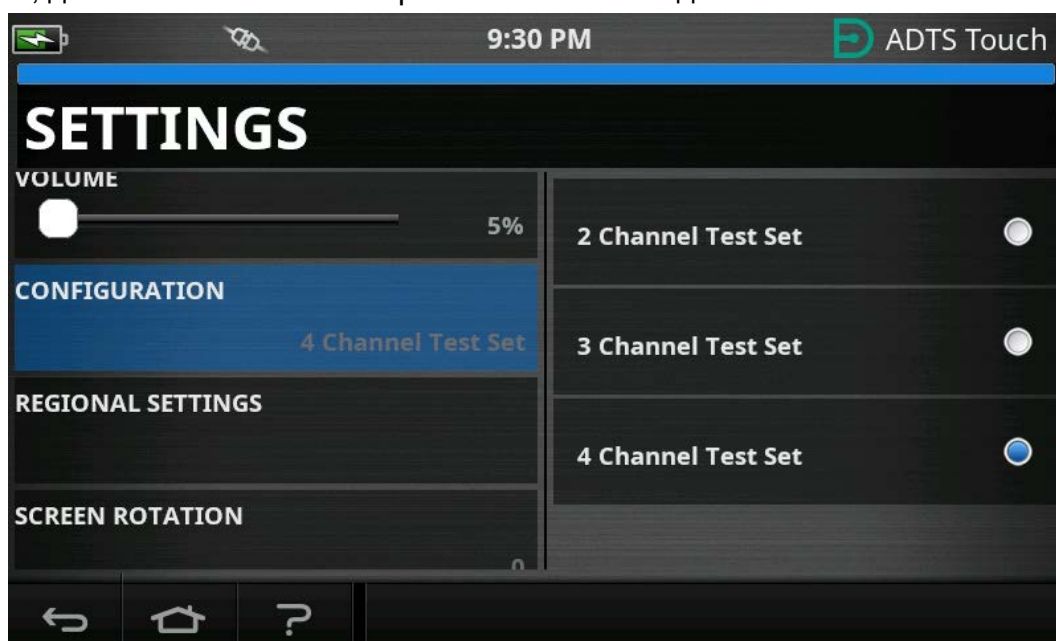 9:30 PM
ADTS Touch
SETTINGS
VOLUME
5%
CONFIGURATION
4 Channel Test Set
REGIONAL SETTINGS
SCREEN ROTATION
0
2 Channel Test Set
3 Channel Test Set
4 Channel Test Set
?